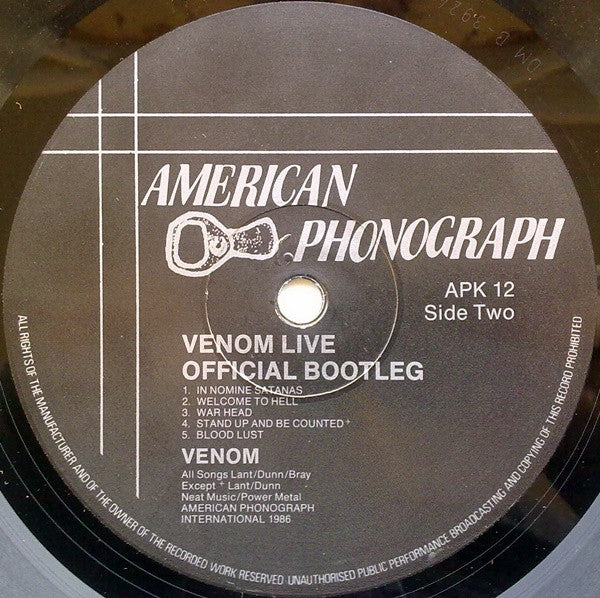 AMERICAN
PHONOGRAPH
APK 12
Side Two
VENOM LIVE
OFFICIAL BOOTLEG
1. IN NOMINE SATANAS
2. WELCOME TO HELL
3. WAR HEAD
4. STAND UP AND BE COUNTED+
5. BLOOD LUST
VENOM
All Songs Lant/Dunn/Bray
Except + Lant/Dunn
Neat Music/Power Metal
AMERICAN PHONOGRAPH
INTERNATIONAL 1986
ALL RIGHTS OF THE MANUFACTURER AND OF THE OWNER OF THE RECORDED WORK RESERVED UNAUTHORISED PUBLIC PERFORMANCE BROADCASTING AND COPYING OF THIS RECORD PROHIBITED